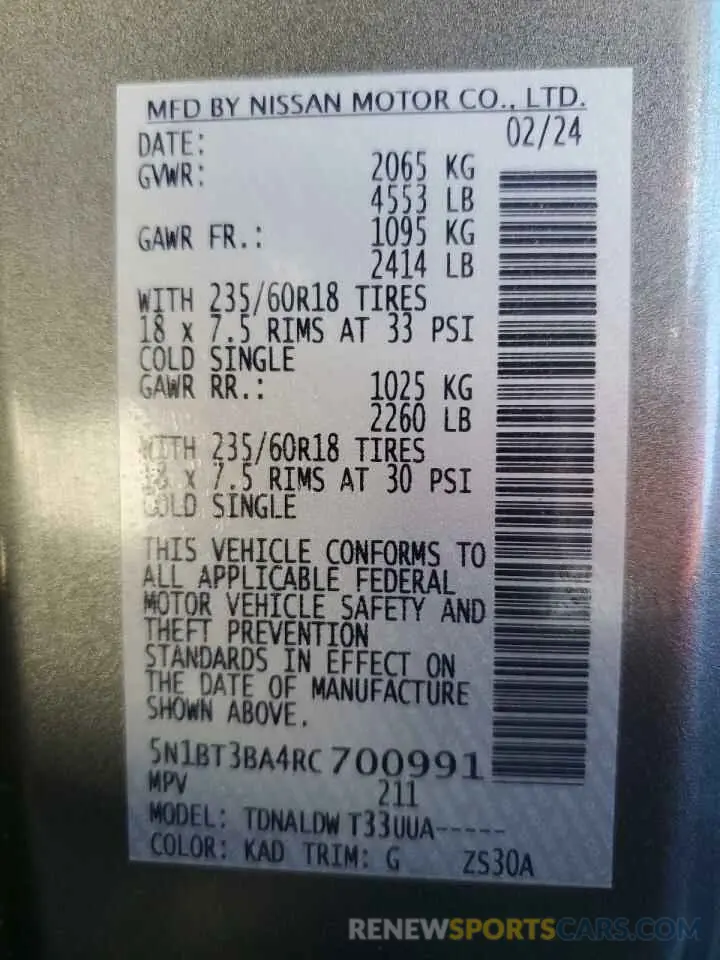 MFD BY NISSAN MOTOR CO., LTD.
DATE: 02/24
GVWR: 2065 KG
4553 LB
GAWR FR.: 1095 KG
2414 LB
WITH 235/60R18 TIRES
18 x 7.5 RIMS AT 33 PSI
COLD SINGLE
GAWR RR.: 1025 KG
2260 LB
WITH 235/60R18 TIRES
18 x 7.5 RIMS AT 30 PSI
COLD SINGLE
THIS VEHICLE CONFORMS TO
ALL APPLICABLE FEDERAL
MOTOR VEHICLE SAFETY AND
THEFT PREVENTION
STANDARDS IN EFFECT ON
THE DATE OF MANUFACTURE
SHOWN ABOVE.
5N1BT3BA4RC 700991
MPV 211
MODEL: TDNALDW T33UUA-----
COLOR: KAD TRIM: G ZS30A
RENEWSPORTSCARS.COM